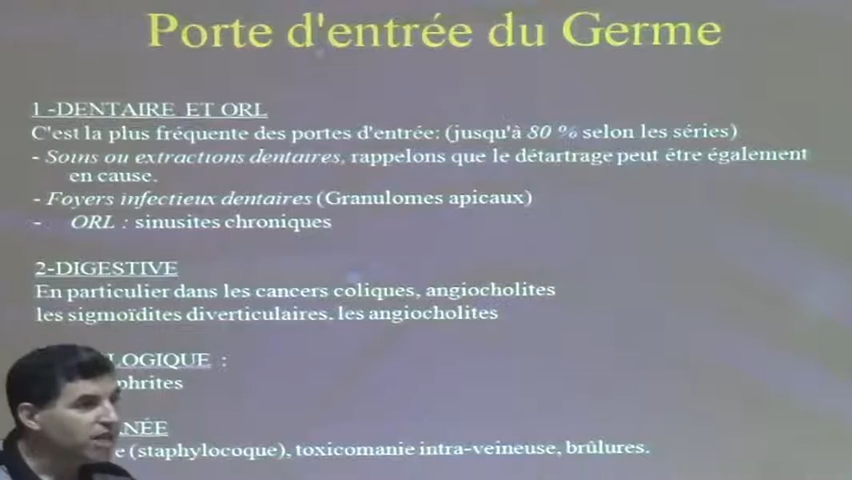 Porte d'entrée du Germe
1-DENTAIRE ET ORL
C'est la plus fréquente des portes d'entrée: (jusqu'à 80 % selon les séries)
- Soins ou extractions dentaires, rappelons que le détartrage peut être également
en cause.
- Foyers infectieux dentaires (Granulomes apicaux)
- ORL : sinusites chroniques
2-DIGESTIVE
En particulier dans les cancers coliques, angiocholites
les sigmoïdites diverticulaires. les angiocholites
LOGIQUE :
phrites
NÉE
e (staphylocoque), toxicomanie intra-veineuse, brûlures.